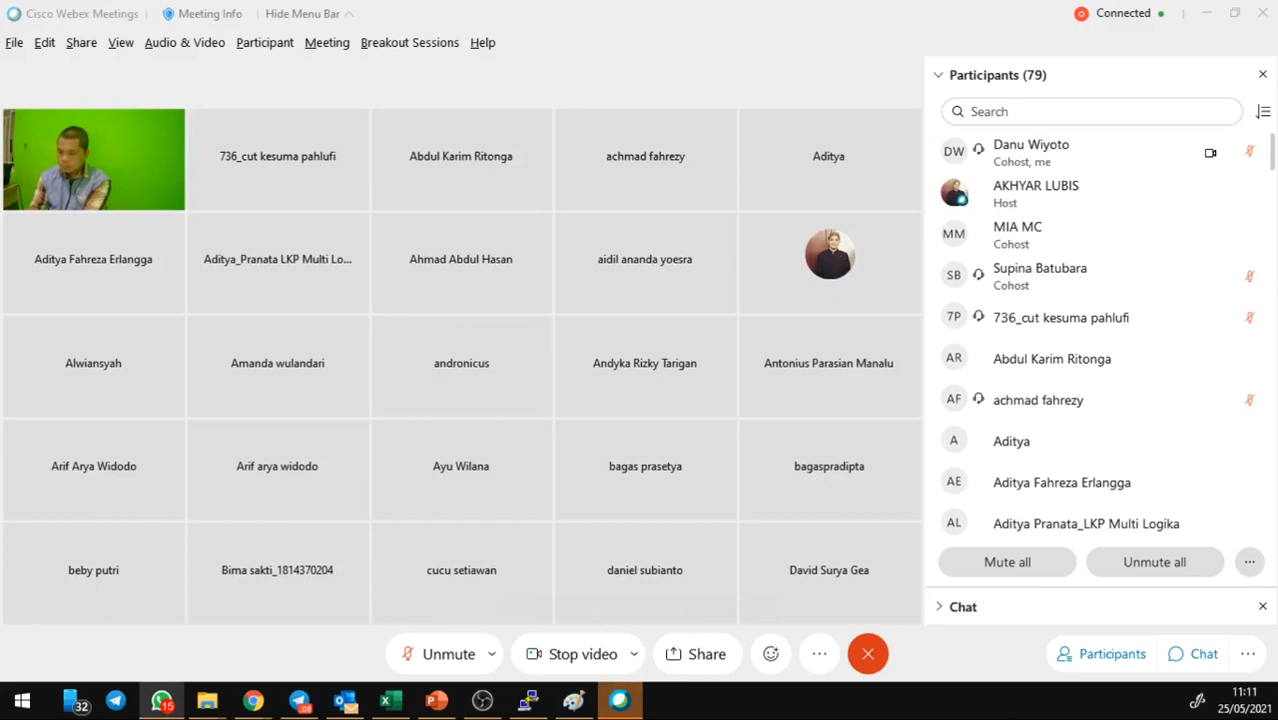 Cisco Webex Meetings
Meeting Info
Hide Menu Bar
Connected
File Edit Share View Audio & Video Participant Meeting Breakout Sessions Help
736_cut kesuma pahlufi
Abdul Karim Ritonga
achmad fahrezy
Aditya
Aditya Fahreza Erlangga
Aditya_Pranata LKP Multi Lo...
Ahmad Abdul Hasan
aidil ananda yoesra
Alwiansyah
Amanda wulandari
andronicus
Andyka Rizky Tarigan
Antonius Parasian Manalu
Arif Arya Widodo
Arif arya widodo
Ayu Wilana
bagas prasetya
bagaspradipta
beby putri
Bima sakti_1814370204
cucu setiawan
daniel subianto
David Surya Gea
Participants (79)
Search
DW
Danu Wiyoto
Cohost, me
AKHYAR LUBIS
Host
MM
MIA MC
Cohost
SB
Supina Batubara
Cohost
7P
736_cut kesuma pahlufi
AR
Abdul Karim Ritonga
AF
achmad fahrezy
A
Aditya
AE
Aditya Fahreza Erlangga
AL
Aditya Pranata_LKP Multi Logika
Mute all
Unmute all
Chat
Unmute
Stop video
Share
Participants
Chat
32
15
11:11
25/05/2021